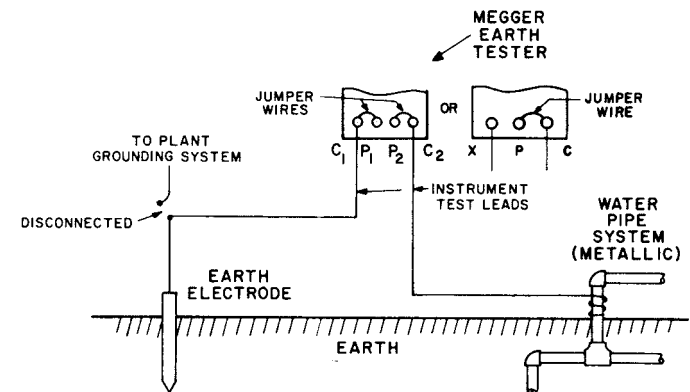 MEGGER
EARTH
TESTER
JUMPER
WIRES
OR
JUMPER
WIRE
TO PLANT
GROUNDING SYSTEM
C1 P1 P2 C2 X P C
DISCONNECTED
INSTRUMENT
TEST LEADS
WATER
PIPE
SYSTEM
(METALLIC)
EARTH
ELECTRODE
EARTH